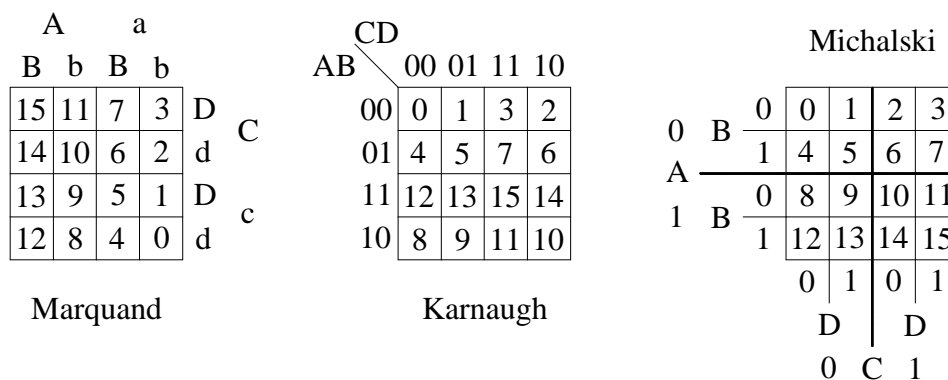 A a
B b B b
15 11 7 3 D
C
14 10 6 2 d
13 9 5 1 D
c
12 8 4 0 d
Marquand
CD
AB 00 01 11 10
00 0 1 3 2
01 4 5 7 6
11 12 13 15 14
10 8 9 11 10
Karnaugh
Michalski
0 0 1 2 3
0 B
1 4 5 6 7
A
0 8 9 10 11
1 B
1 12 13 14 15
0 1 0 1
D D
0 C 1